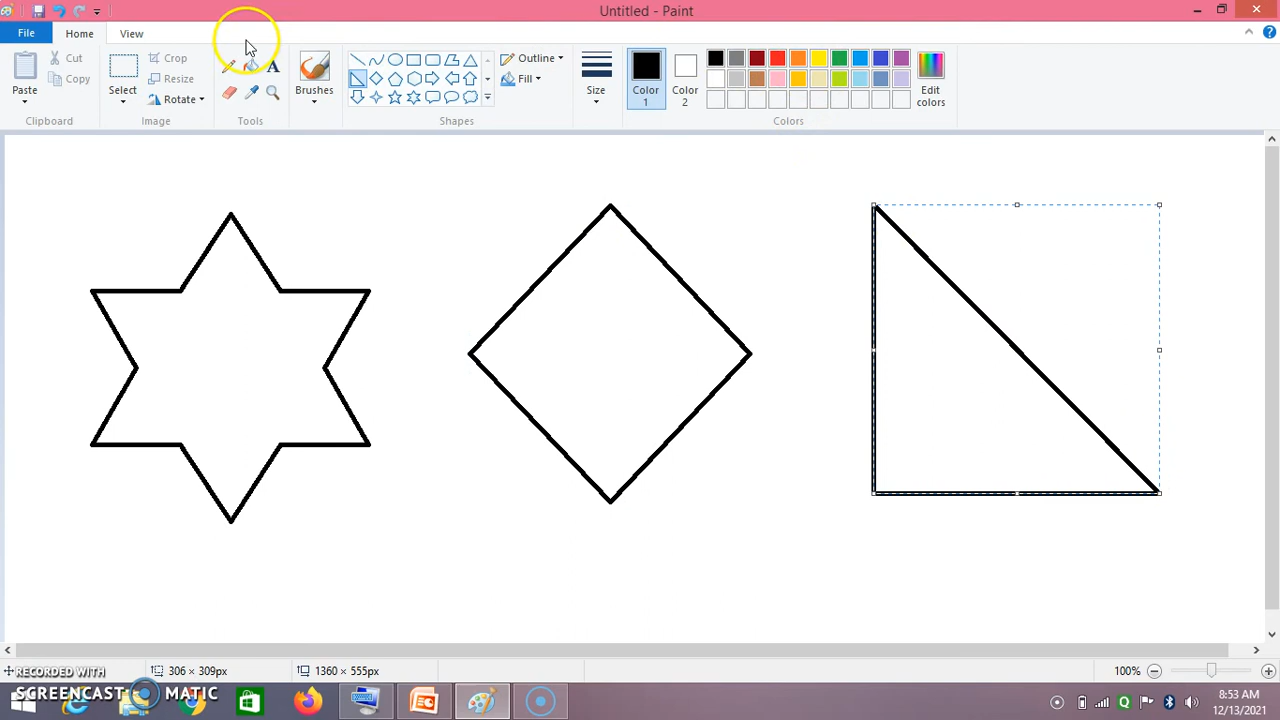 Untitled - Paint
File
Home
View
Paste
Cut
Copy
Clipboard
Select
Crop
Resize
Rotate
Image
A
Tools
Brushes
Outline
Fill
Shapes
Size
Color 1
Color 2
Edit colors
Colors
306 × 309px
1360 × 555px
100%
RECORDED WITH
SCREENCAST MATIC
8:53 AM
12/13/2021